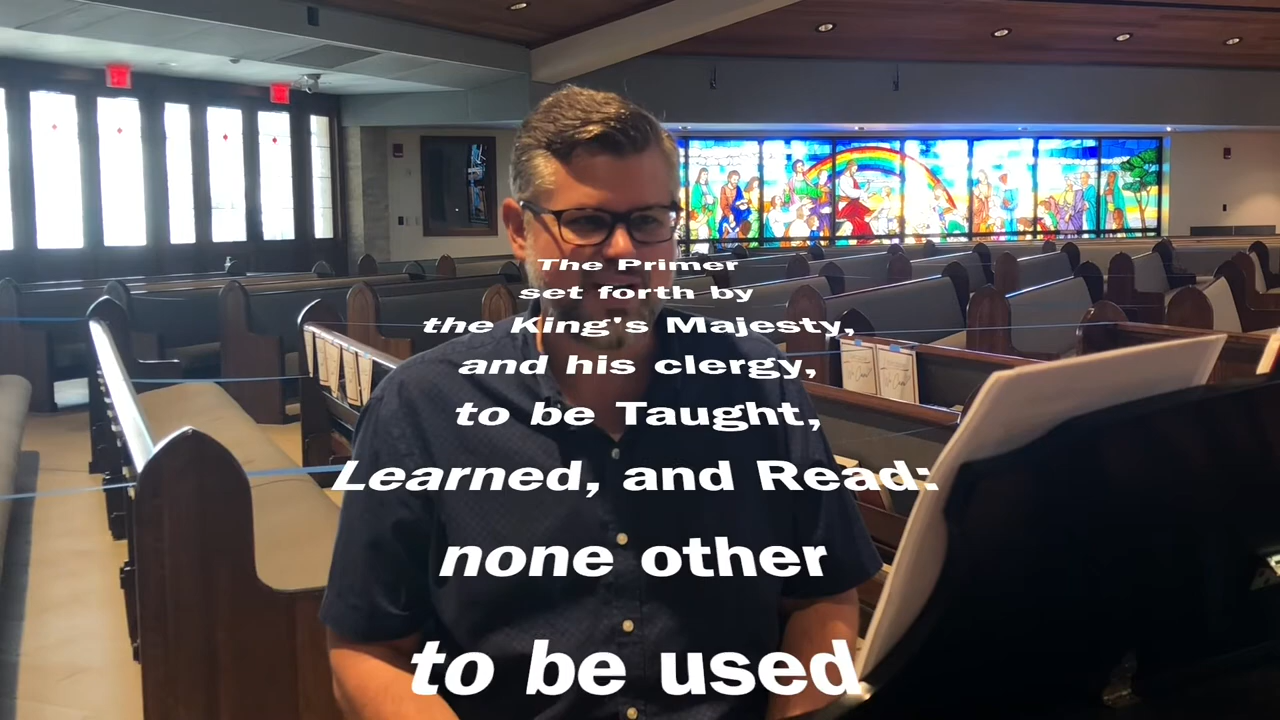 The Primer
set forth by
the King's Majesty,
and his clergy,
to be Taught,
Learned, and Read:
none other
to be used